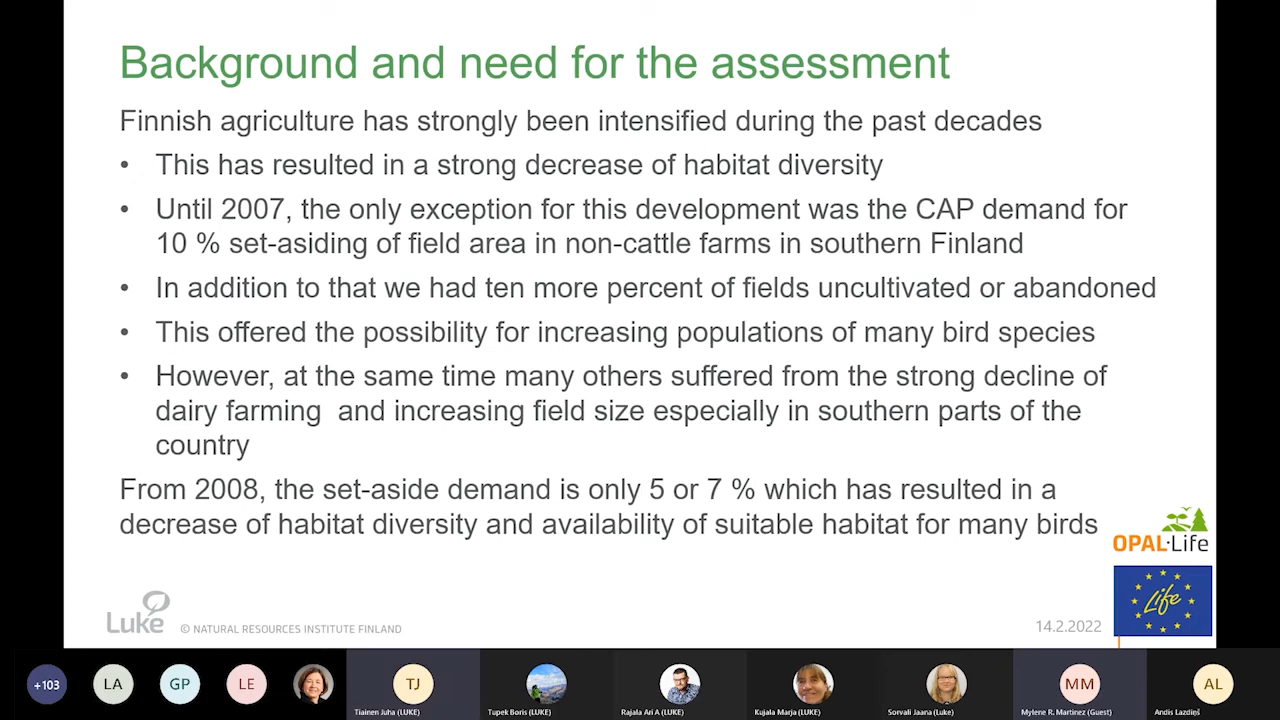 Background and need for the assessment
Finnish agriculture has strongly been intensified during the past decades
• This has resulted in a strong decrease of habitat diversity
• Until 2007, the only exception for this development was the CAP demand for
10 % set-asiding of field area in non-cattle farms in southern Finland
• In addition to that we had ten more percent of fields uncultivated or abandoned
• This offered the possibility for increasing populations of many bird species
• However, at the same time many others suffered from the strong decline of
dairy farming and increasing field size especially in southern parts of the
country
From 2008, the set-aside demand is only 5 or 7 % which has resulted in a
decrease of habitat diversity and availability of suitable habitat for many birds
OPAL·Life
Life
Luke
© NATURAL RESOURCES INSTITUTE FINLAND
14.2.2022
+103
LA
GP
LE
TJ
MM
AL
Tiainen Juha (LUKE)
Tupek Boris (LUKE)
Rajala Ari A (LUKE)
Kujala Marja (LUKE)
Sorvali Jaana (Luke)
Mylene R. Martinez (Guest)
Andis Lazdiņš